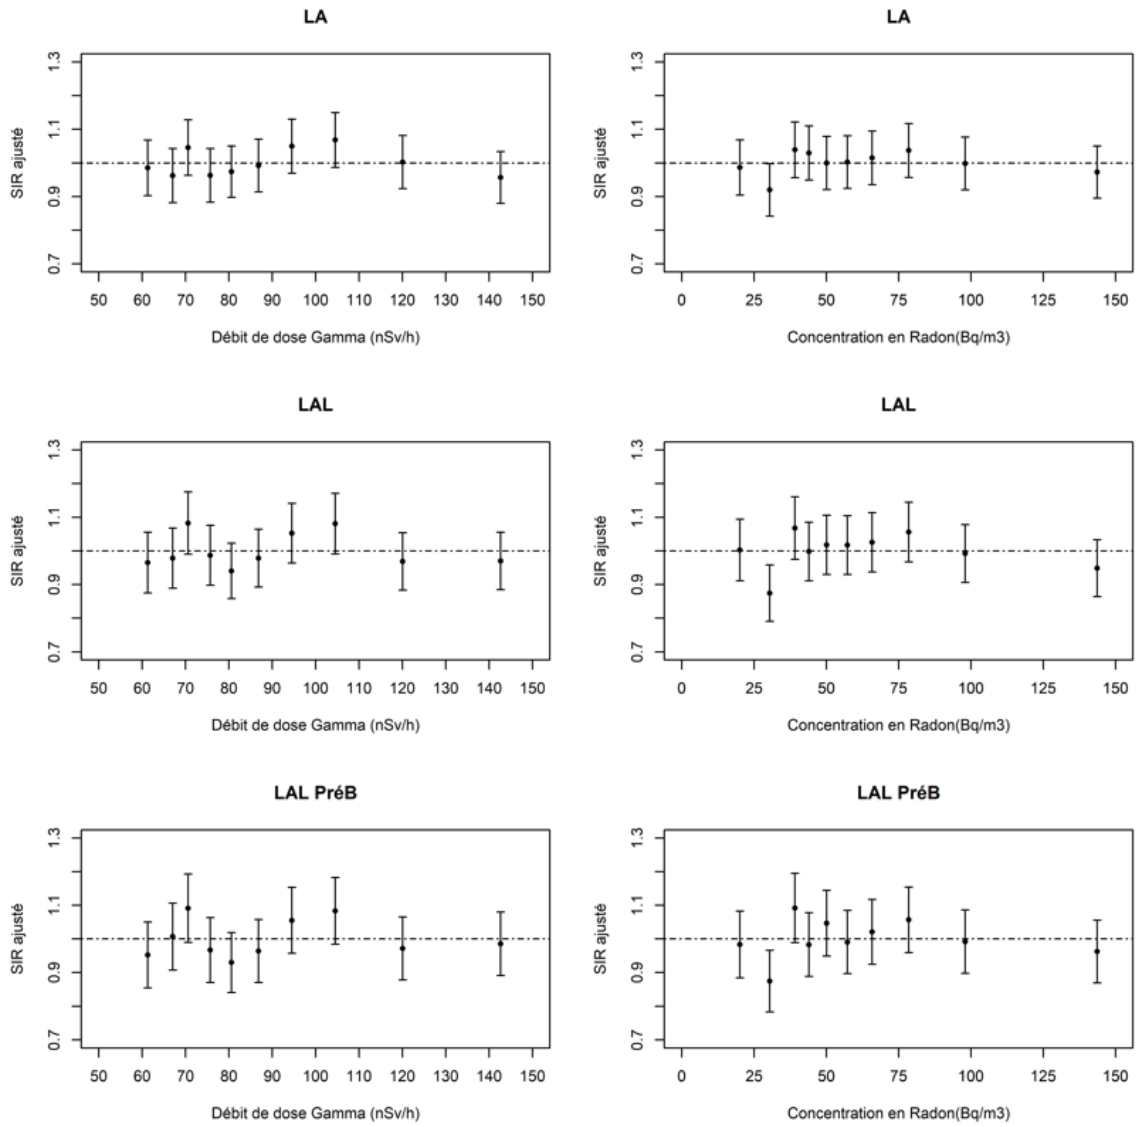 LA
LA
SIR ajusté
1.3
1.1
0.9
0.7
50 60 70 80 90 100 110 120 130 140 150
Débit de dose Gamma (nSv/h)
SIR ajusté
1.3
1.1
0.9
0.7
0 25 50 75 100 125 150
Concentration en Radon(Bq/m3)
LAL
LAL
SIR ajusté
1.3
1.1
0.9
0.7
50 60 70 80 90 100 110 120 130 140 150
Débit de dose Gamma (nSv/h)
SIR ajusté
1.3
1.1
0.9
0.7
0 25 50 75 100 125 150
Concentration en Radon(Bq/m3)
LAL PréB
LAL PréB
SIR ajusté
1.3
1.1
0.9
0.7
50 60 70 80 90 100 110 120 130 140 150
Débit de dose Gamma (nSv/h)
SIR ajusté
1.3
1.1
0.9
0.7
0 25 50 75 100 125 150
Concentration en Radon(Bq/m3)